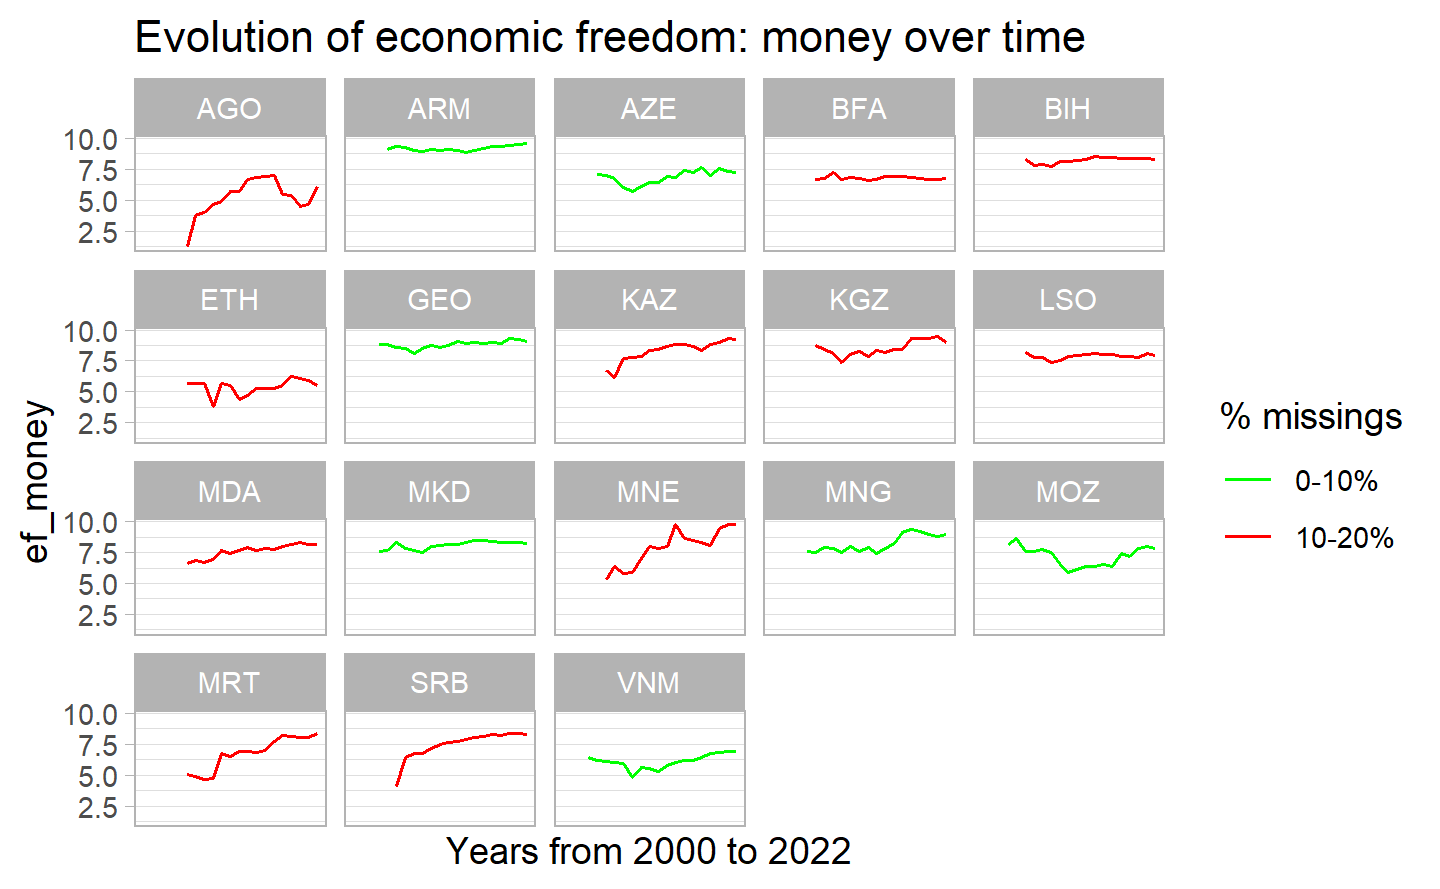 Evolution of economic freedom: money over time
AGO ARM AZE BFA BIH
10.0
7.5
5.0
2.5
ETH GEO KAZ KGZ LSO
10.0
7.5
5.0
2.5
MDA MKD MNE MNG MOZ
10.0
7.5
5.0
2.5
MRT SRB VNM
10.0
7.5
5.0
2.5
ef_money
Years from 2000 to 2022
% missings
0-10%
10-20%